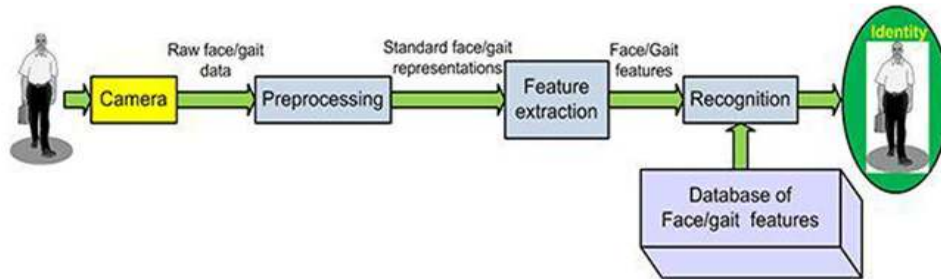 Raw face/gait
data
Standard face/gait
representations
Face/Gait
features
Identity
Camera
Preprocessing
Feature
extraction
Recognition
Database of
Face/gait features